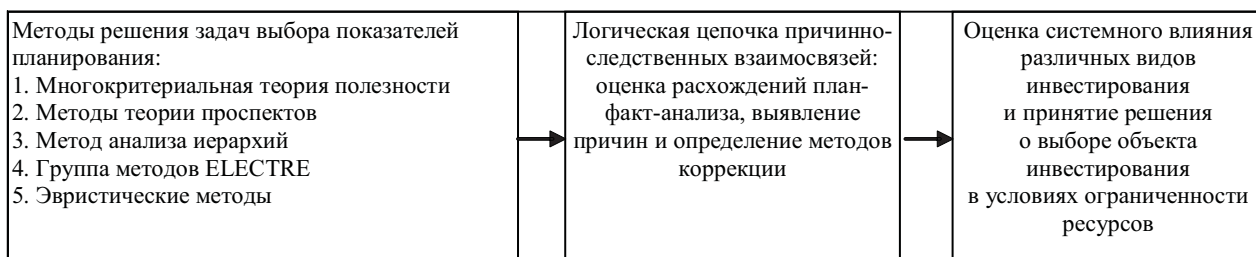 Методы решения задач выбора показателей
планирования:
1. Многокритериальная теория полезности
2. Методы теории проспектов
3. Метод анализа иерархий
4. Группа методов ELECTRE
5. Эвристические методы
Логическая цепочка причинно-
следственных взаимосвязей:
оценка расхождений план-
факт-анализа, выявление
причин и определение методов
коррекции
Оценка системного влияния
различных видов
инвестирования
и принятие решения
о выборе объекта
инвестирования
в условиях ограниченности
ресурсов